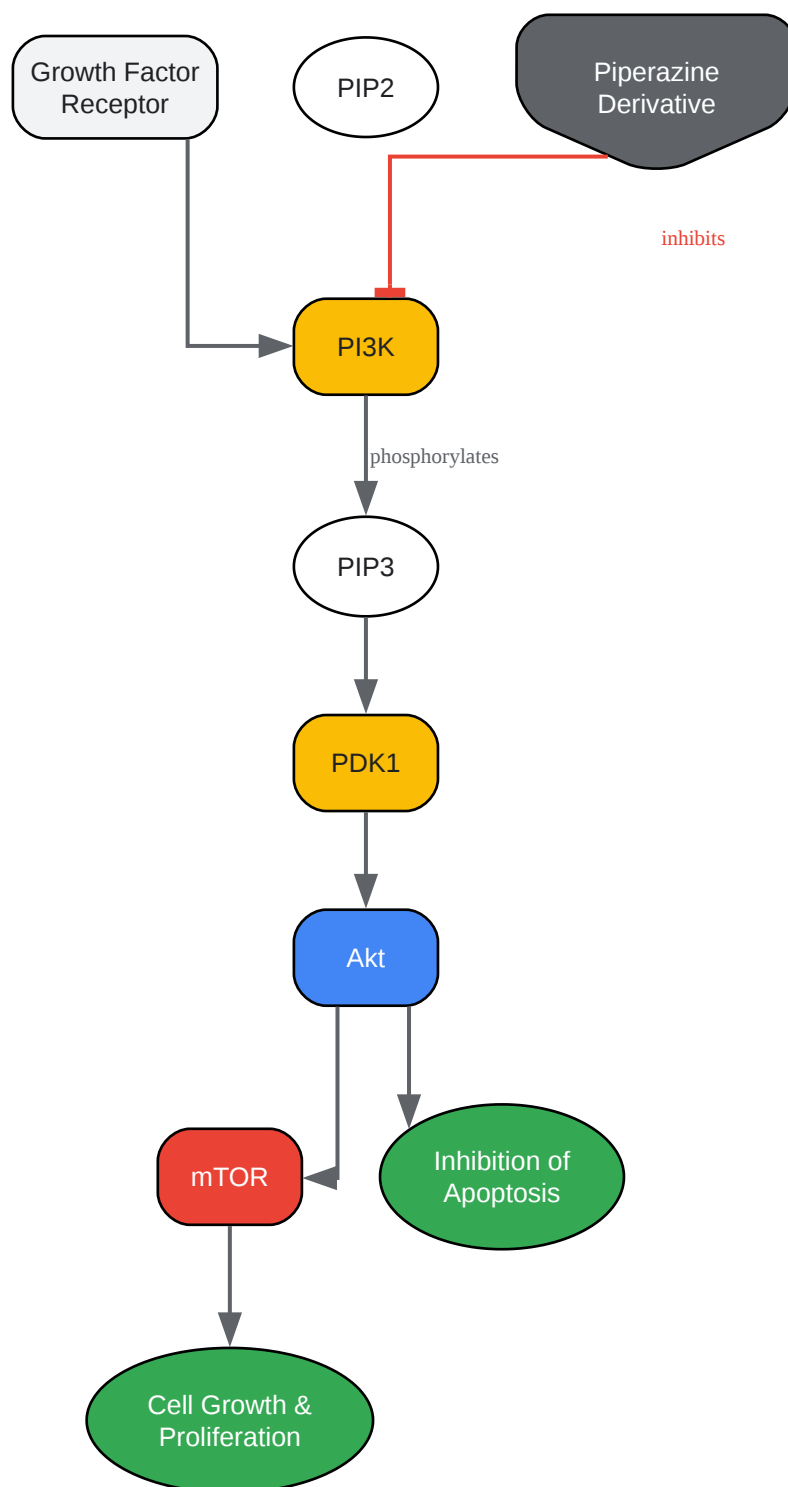 Growth Factor
Receptor
PIP2
Piperazine
Derivative
inhibits
PI3K
phosphorylates
PIP3
PDK1
Akt
mTOR
Inhibition of
Apoptosis
Cell Growth &
Proliferation